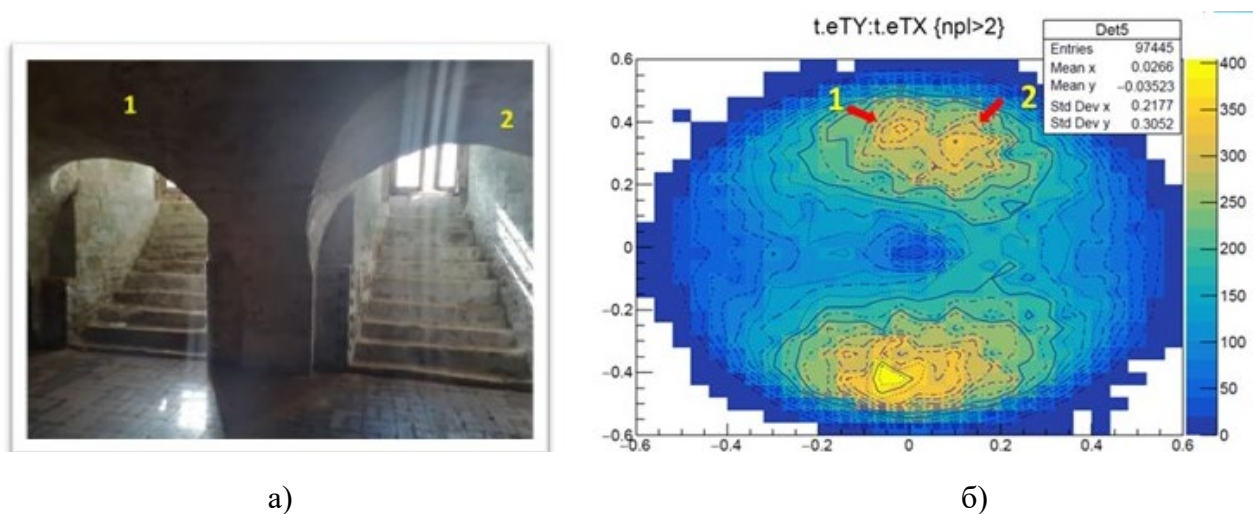 1
2
t.eTY:t.eTX {npl>2}
Det5
Entries 97445
Mean x 0.0266
Mean y −0.03523
Std Dev x 0.2177
Std Dev y 0.3052
1
2
0.6
0.4
0.2
0
−0.2
−0.4
−0.6
−0.6 −0.4 −0.2 0 0.2 0.4 0.6
400
350
300
250
200
150
100
50
0
а)
б)